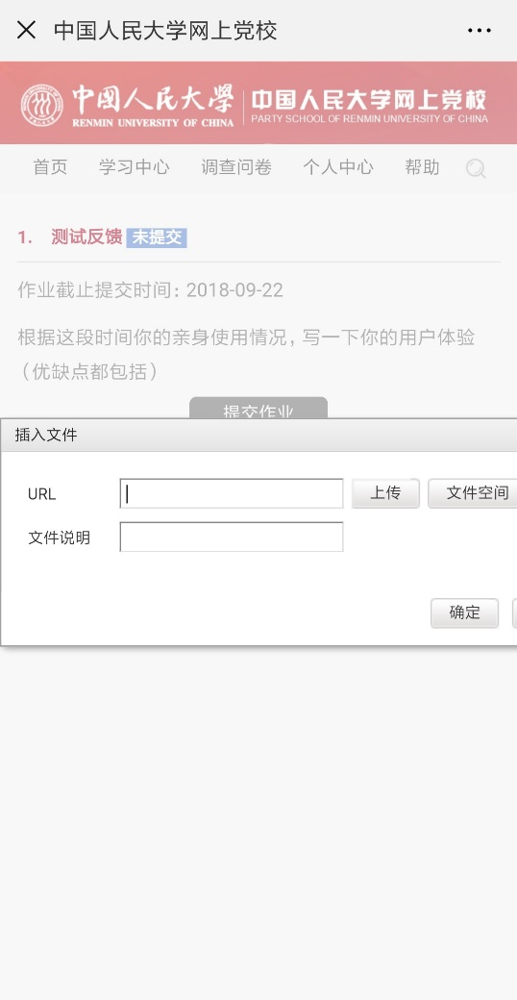 中国人民大学网上党校
中国人民大学 中国人民大学网上党校
RENMIN UNIVERSITY OF CHINA PARTY SCHOOL OF RENMIN UNIVERSITY OF CHINA
首页 学习中心 调查问卷 个人中心 帮助
1. 测试反馈 未提交
作业截止提交时间：2018-09-22
根据这段时间你的亲身使用情况，写一下你的用户体验
（优缺点都包括）
提交作业
插入文件
URL 上传 文件空间
文件说明
确定